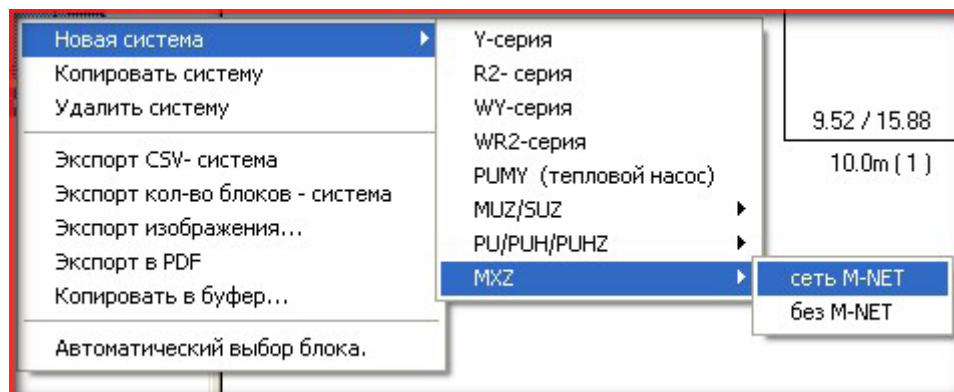 Новая система
Копировать систему
Удалить систему
Экспорт CSV- система
Экспорт кол-во блоков - система
Экспорт изображения...
Экспорт в PDF
Копировать в буфер...
Автоматический выбор блока.
Y-серия
R2- серия
WY-серия
WR2-серия
PUMY (тепловой насос)
MUZ/SUZ
PU/PUH/PUHZ
MXZ
сеть M-NET
без M-NET
9.52 / 15.88
10.0m ( 1 )